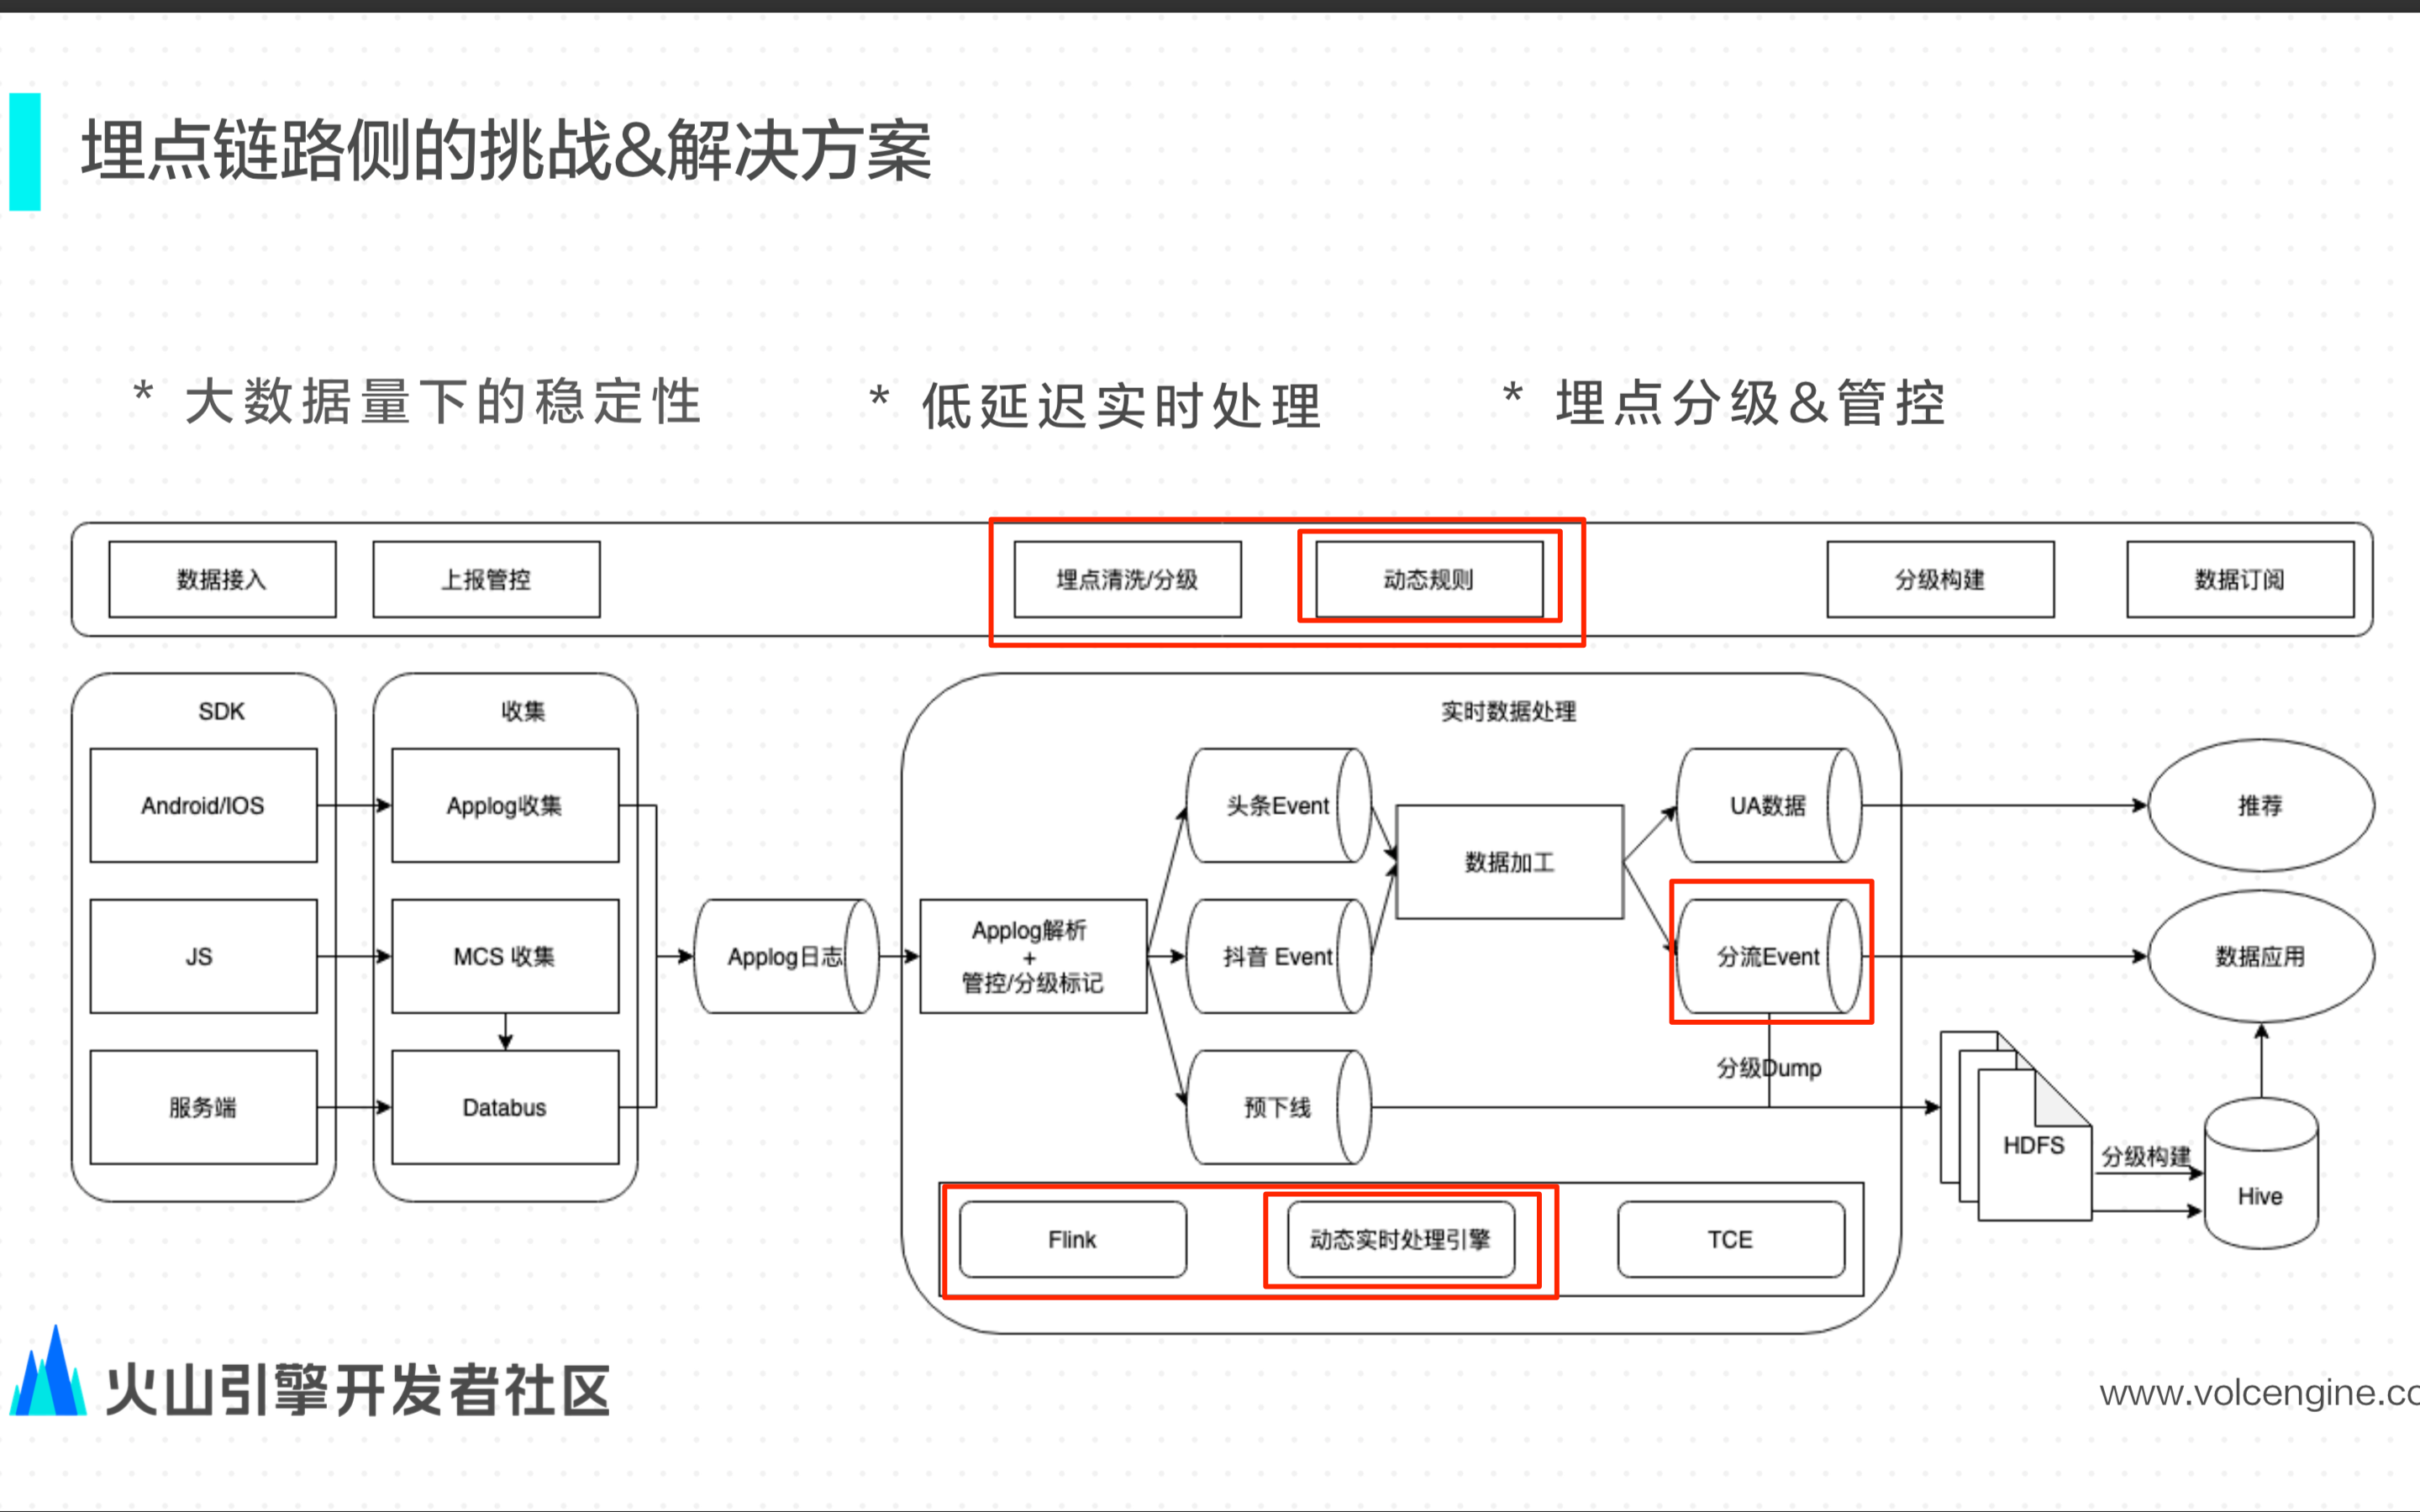 埋点链路侧的挑战&解决方案
* 大数据量下的稳定性
* 低延迟实时处理
* 埋点分级&管控
数据接入
上报管控
埋点清洗/分级
动态规则
分级构建
数据订阅
SDK
Android/IOS
JS
服务端
收集
Applog收集
MCS 收集
Databus
Applog日志
实时数据处理
Applog解析
+
管控/分级标记
头条Event
抖音 Event
预下线
数据加工
UA数据
分流Event
分级Dump
Flink
动态实时处理引擎
TCE
推荐
数据应用
HDFS
分级构建
Hive
火山引擎开发者社区
www.volcengine.co